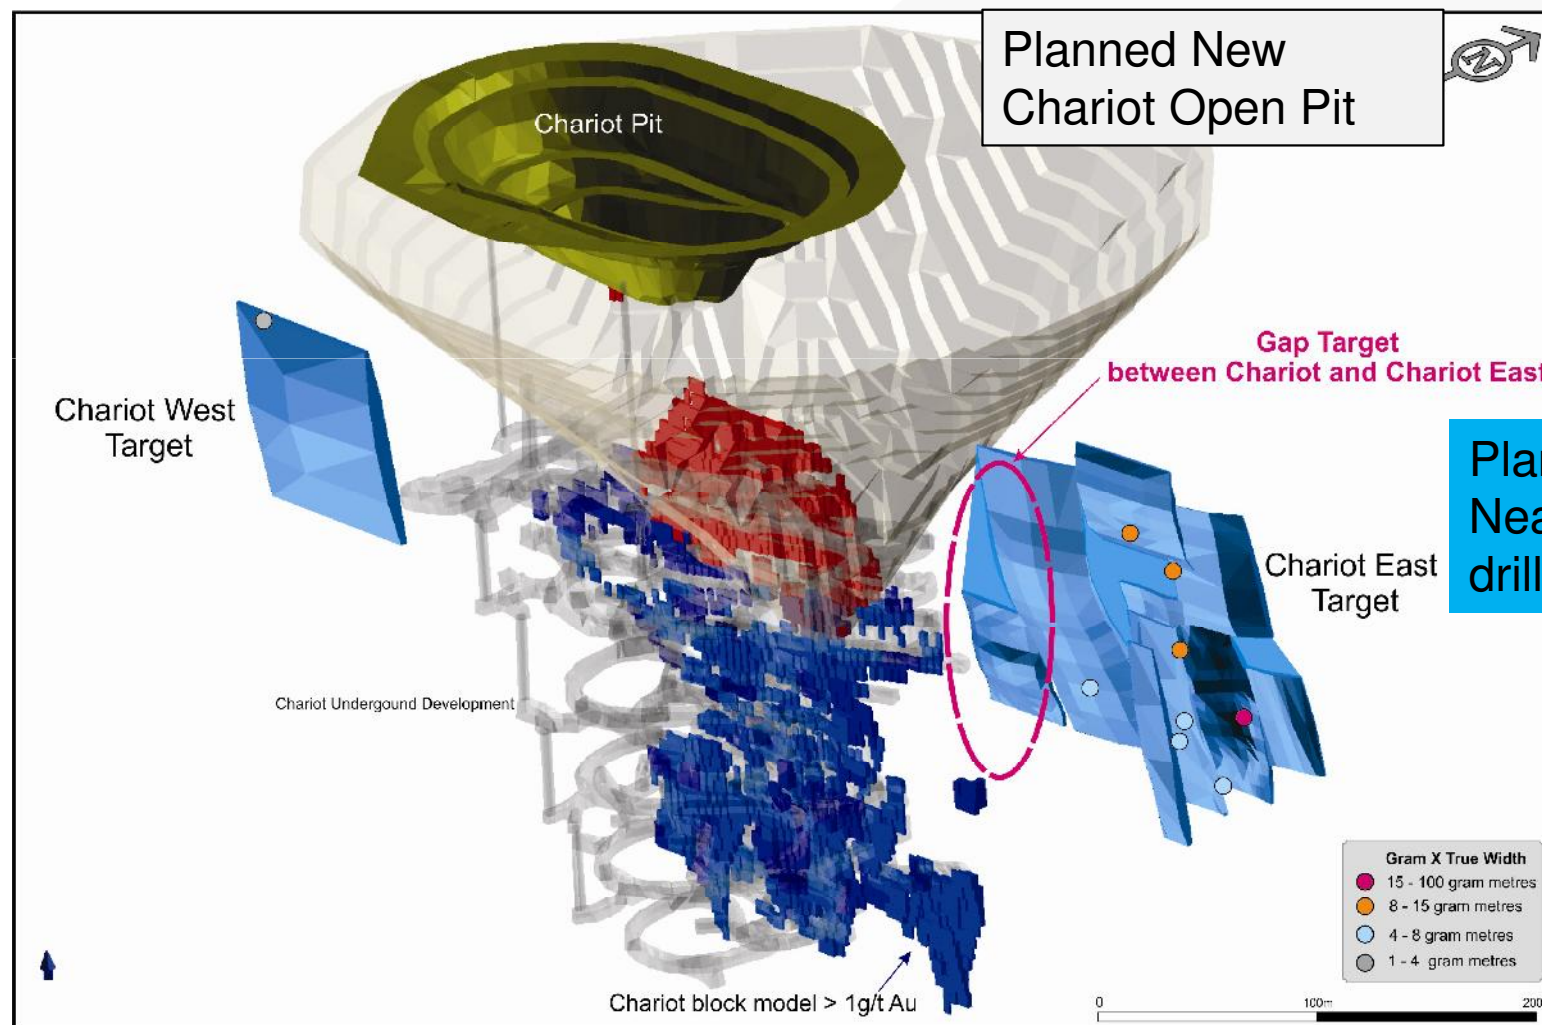 Planned New
Chariot Open Pit
N
Chariot Pit
Gap Target
between Chariot and Chariot East
Chariot West
Target
Chariot East
Target
drill
Chariot Undergound Development
Chariot block model > 1g/t Au
Gram X True Width
15 - 100 gram metres
8 - 15 gram metres
4 - 8 gram metres
1 - 4 gram metres
0
100m
200